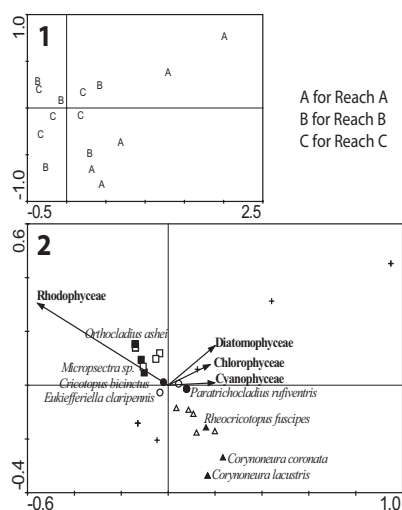 1
1.0
A
A
B
C
B
C
B
C
C
C
A
B
B
A
A
-1.0
-0.5
2.5
A for Reach A
B for Reach B
C for Reach C
2
0.6
Rhodophyceae
Orthocladius ashei
Diatomophyceae
Micropsectra sp.
Chlorophyceae
Cricotopus bicinctus
Cyanophyceae
Eukiefferiella claripennis
Paratrichocladius rufiventris
Rheocricotopus fuscipes
Corynoneura coronata
Corynoneura lacustris
-0.4
-0.6
1.0